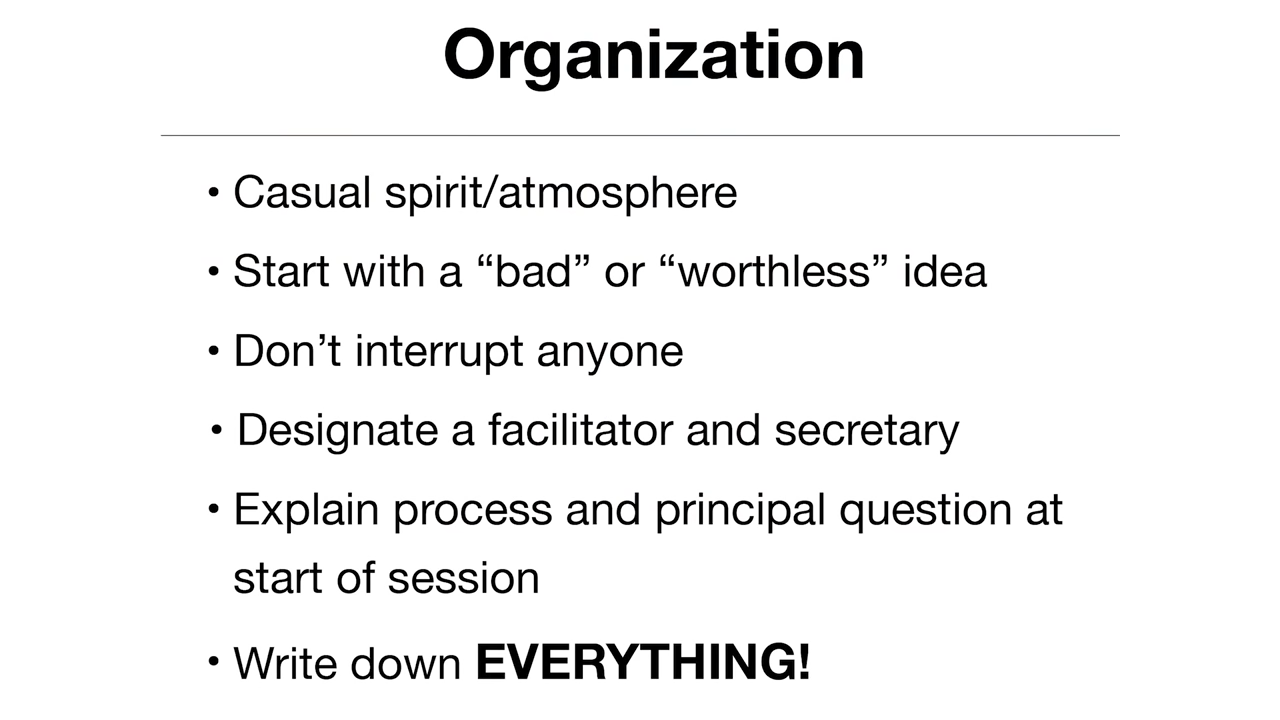 Organization
• Casual spirit/atmosphere
• Start with a “bad” or “worthless” idea
• Don’t interrupt anyone
• Designate a facilitator and secretary
• Explain process and principal question at
start of session
• Write down EVERYTHING!